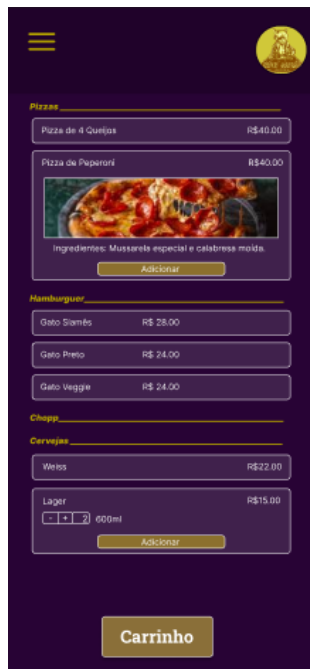 Pizzas
Pizza de 4 Queijos R$40.00
Pizza de Peperoni R$40.00
Ingredientes: Mussarela especial e calabresa moída.
Adicionar
Hamburguer
Gato Siamês R$ 28.00
Gato Preto R$ 24.00
Gato Veggie R$ 24.00
Chopp
Cervejas
Weiss R$22.00
Lager R$15.00
- + 2 600ml
Adicionar
Carrinho